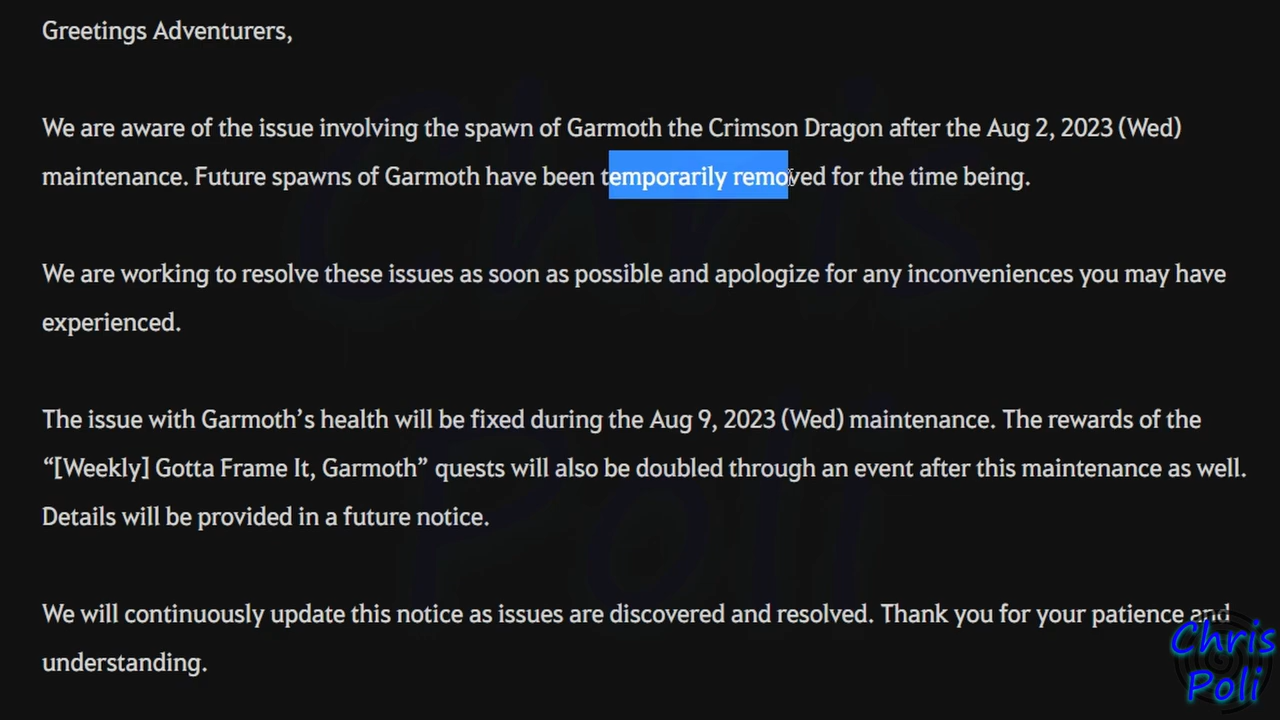 Greetings Adventurers,
We are aware of the issue involving the spawn of Garmoth the Crimson Dragon after the Aug 2, 2023 (Wed)
maintenance. Future spawns of Garmoth have been temporarily removed for the time being.
We are working to resolve these issues as soon as possible and apologize for any inconveniences you may have
experienced.
The issue with Garmoth’s health will be fixed during the Aug 9, 2023 (Wed) maintenance. The rewards of the
“[Weekly] Gotta Frame It, Garmoth” quests will also be doubled through an event after this maintenance as well.
Details will be provided in a future notice.
We will continuously update this notice as issues are discovered and resolved. Thank you for your patience and
understanding.
Chris
Poli
Chris
Poli